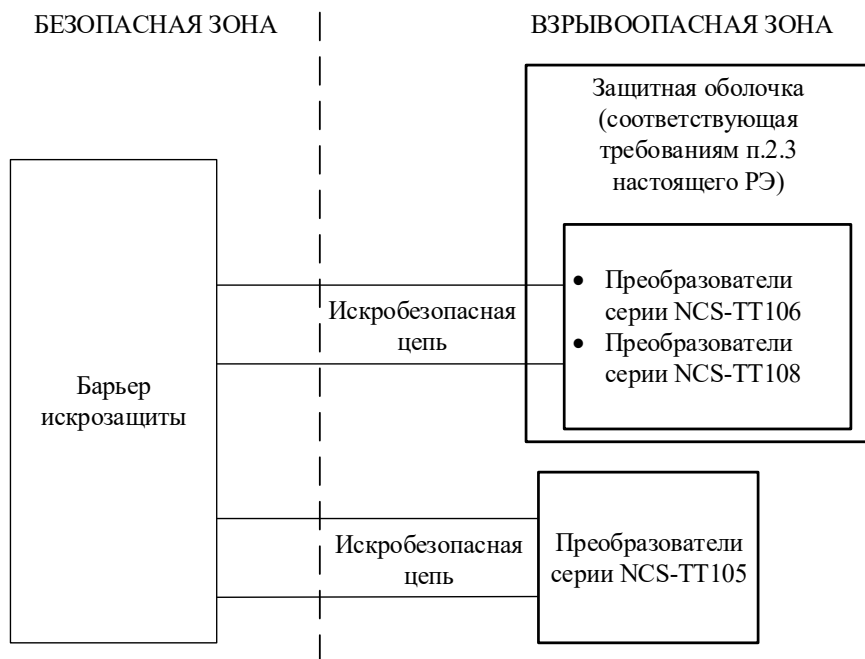 БЕЗОПАСНАЯ ЗОНА
ВЗРЫВООПАСНАЯ ЗОНА
Защитная оболочка
(соответствующая
требованиям п.2.3
настоящего РЭ)
• Преобразователи
серии NCS-TT106
• Преобразователи
серии NCS-TT108
Искробезопасная
цепь
Барьер
искрозащиты
Искробезопасная
цепь
Преобразователи
серии NCS-TT105